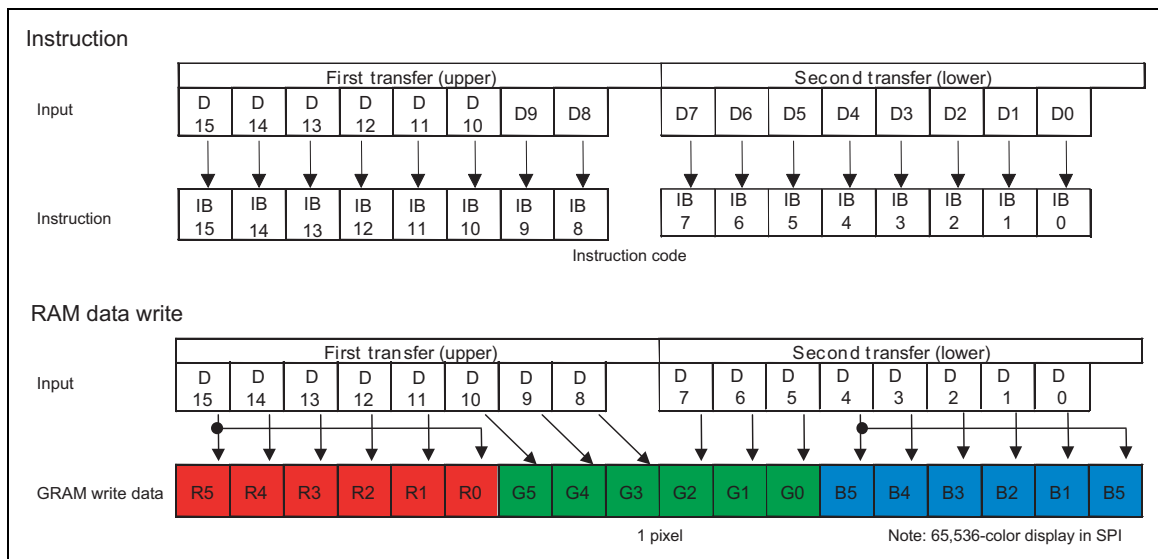 Instruction
First transfer (upper) Second transfer (lower)
Input D 15 D 14 D 13 D 12 D 11 D 10 D9 D8 D7 D6 D5 D4 D3 D2 D1 D0
Instruction IB 15 IB 14 IB 13 IB 12 IB 11 IB 10 IB 9 IB 8 IB 7 IB 6 IB 5 IB 4 IB 3 IB 2 IB 1 IB 0
Instruction code
RAM data write
First transfer (upper) Second transfer (lower)
Input D 15 D 14 D 13 D 12 D 11 D 10 D 9 D 8 D 7 D 6 D 5 D 4 D 3 D 2 D 1 D 0
GRAM write data R5 R4 R3 R2 R1 R0 G5 G4 G3 G2 G1 G0 B5 B4 B3 B2 B1 B5
1 pixel Note: 65,536-color display in SPI